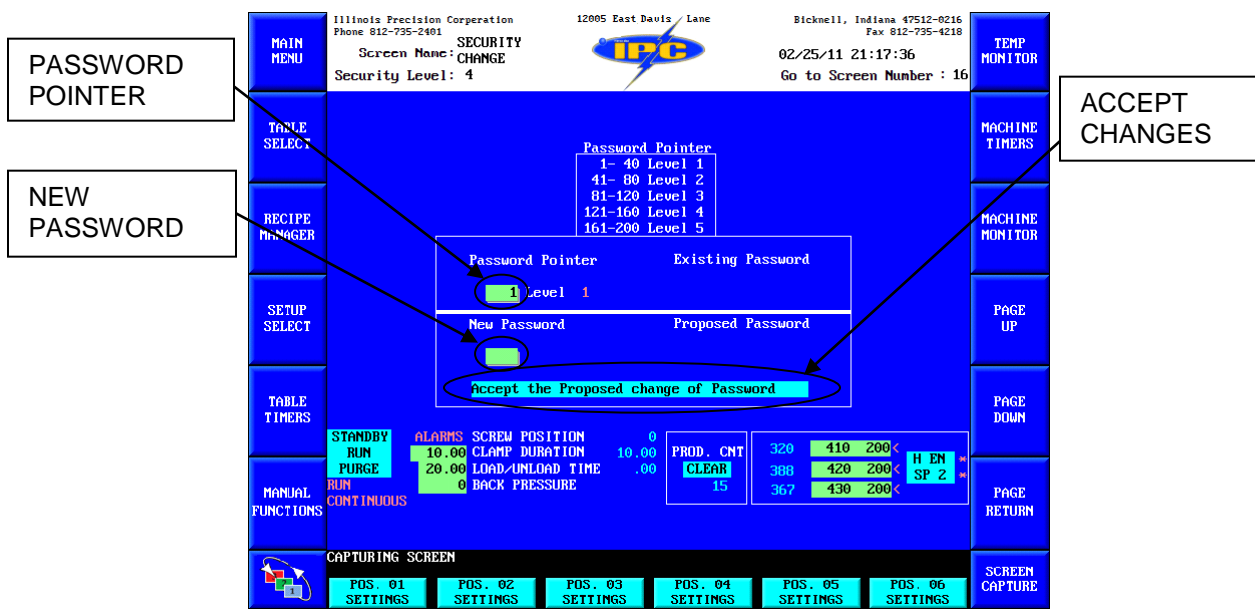 Illinois Precision Corperation
12005 East Davis Lane
Bicknell, Indiana 47512-0216
Phone 812-735-2401
Fax 812-735-4218
Screen Name: SECURITY CHANGE
IPC
02/25/11 21:17:36
Security Level: 4
Go to Screen Number : 16
PASSWORD
POINTER
NEW
PASSWORD
ACCEPT
CHANGES
MAIN
MENU
TABLE
SELECT
RECIPE
MANAGER
SETUP
SELECT
TABLE
TIMERS
MANUAL
FUNCTIONS
TEMP
MONITOR
MACHINE
TIMERS
MACHINE
MONITOR
PAGE
UP
PAGE
DOWN
PAGE
RETURN
SCREEN
CAPTURE
Password Pointer
1- 40 Level 1
41- 80 Level 2
81-120 Level 3
121-160 Level 4
161-200 Level 5
Password Pointer Existing Password
1 Level 1
New Password Proposed Password
Accept the Proposed change of Password
STANDBY ALARMS SCREW POSITION 0
RUN 10.00 CLAMP DURATION 10.00
PURGE 20.00 LOAD/UNLOAD TIME .00
RUN 0 BACK PRESSURE
CONTINUOUS
PROD. CNT
CLEAR
15
320 410 200<
388 420 200<
367 430 200<
H EN *
SP 2 *
CAPTURING SCREEN
POS. 01
SETTINGS
POS. 02
SETTINGS
POS. 03
SETTINGS
POS. 04
SETTINGS
POS. 05
SETTINGS
POS. 06
SETTINGS